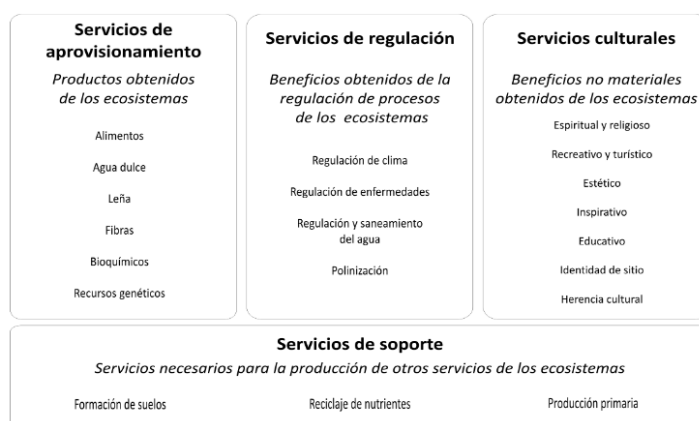 Servicios de
aprovisionamiento
Productos obtenidos
de los ecosistemas
Alimentos
Agua dulce
Leña
Fibras
Bioquímicos
Recursos genéticos
Servicios de regulación
Beneficios obtenidos de la
regulación de procesos
de los ecosistemas
Regulación de clima
Regulación de enfermedades
Regulación y saneamiento
del agua
Polinización
Servicios culturales
Beneficios no materiales
obtenidos de los ecosistemas
Espiritual y religioso
Recreativo y turístico
Estético
Inspirativo
Educativo
Identidad de sitio
Herencia cultural
Servicios de soporte
Servicios necesarios para la producción de otros servicios de los ecosistemas
Formación de suelos
Reciclaje de nutrientes
Producción primaria